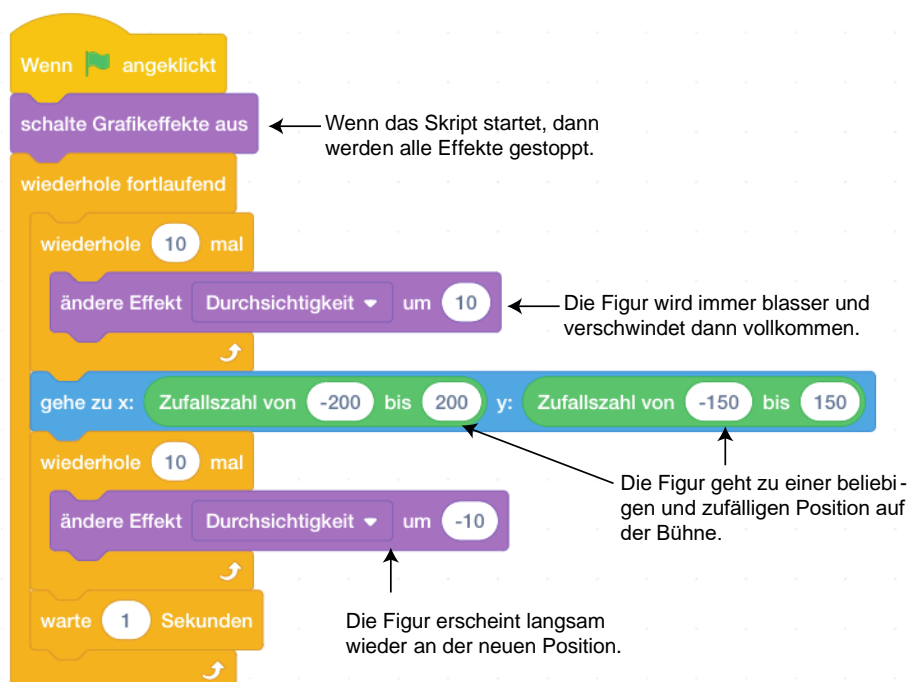 Wenn angeklickt
schalte Grafikeffekte aus
Wenn das Skript startet, dann
werden alle Effekte gestoppt.
wiederhole fortlaufend
wiederhole 10 mal
ändere Effekt Durchsichtigkeit um 10
Die Figur wird immer blasser und
verschwindet dann vollkommen.
gehe zu x: Zufallszahl von -200 bis 200 y: Zufallszahl von -150 bis 150
wiederhole 10 mal
Die Figur geht zu einer beliebi-
gen und zufälligen Position auf
der Bühne.
ändere Effekt Durchsichtigkeit um -10
warte 1 Sekunden
Die Figur erscheint langsam
wieder an der neuen Position.